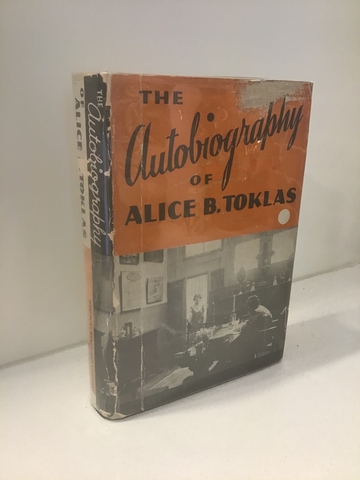 THE
Autobiography
OF
ALICE B. TOKLAS
THE
Autobiography
OF
ALICE
TOKLAS